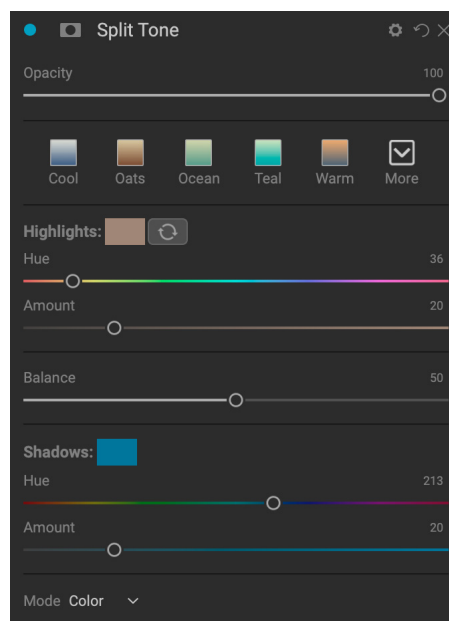 Split Tone
Opacity 100
Cool Oats Ocean Teal Warm More
Highlights:
Hue 36
Amount 20
Balance 50
Shadows:
Hue 213
Amount 20
Mode Color